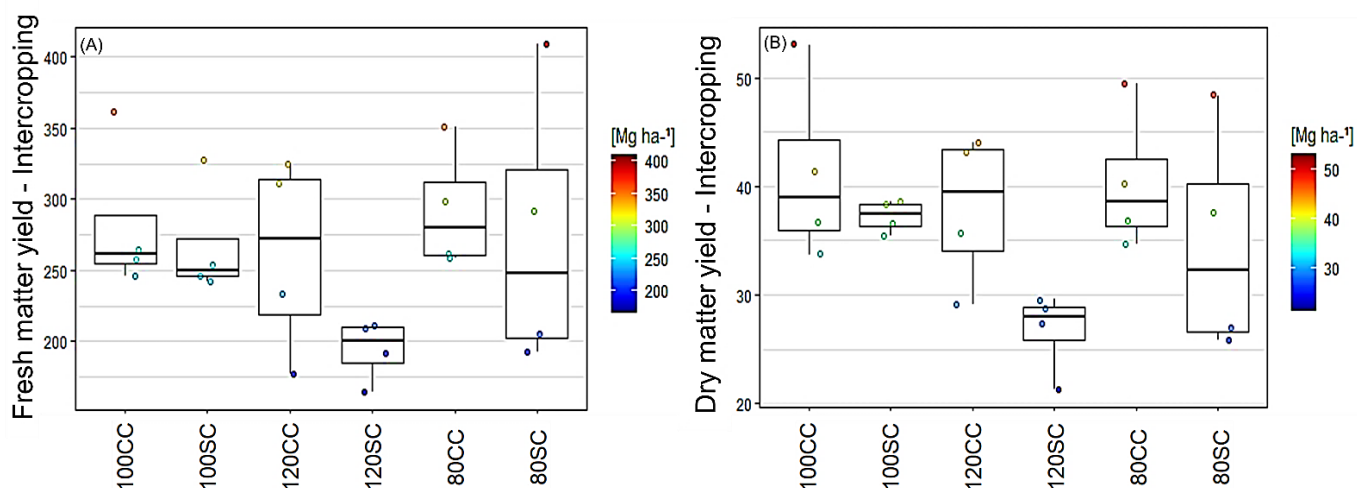 (A)
Fresh matter yield - Intercropping
400
350
300
250
200
100CC
100SC
120CC
120SC
80CC
80SC
[Mg ha-¹]
400
350
300
250
200
(B)
Dry matter yield - Intercropping
50
40
30
20
100CC
100SC
120CC
120SC
80CC
80SC
[Mg ha-¹]
50
40
30